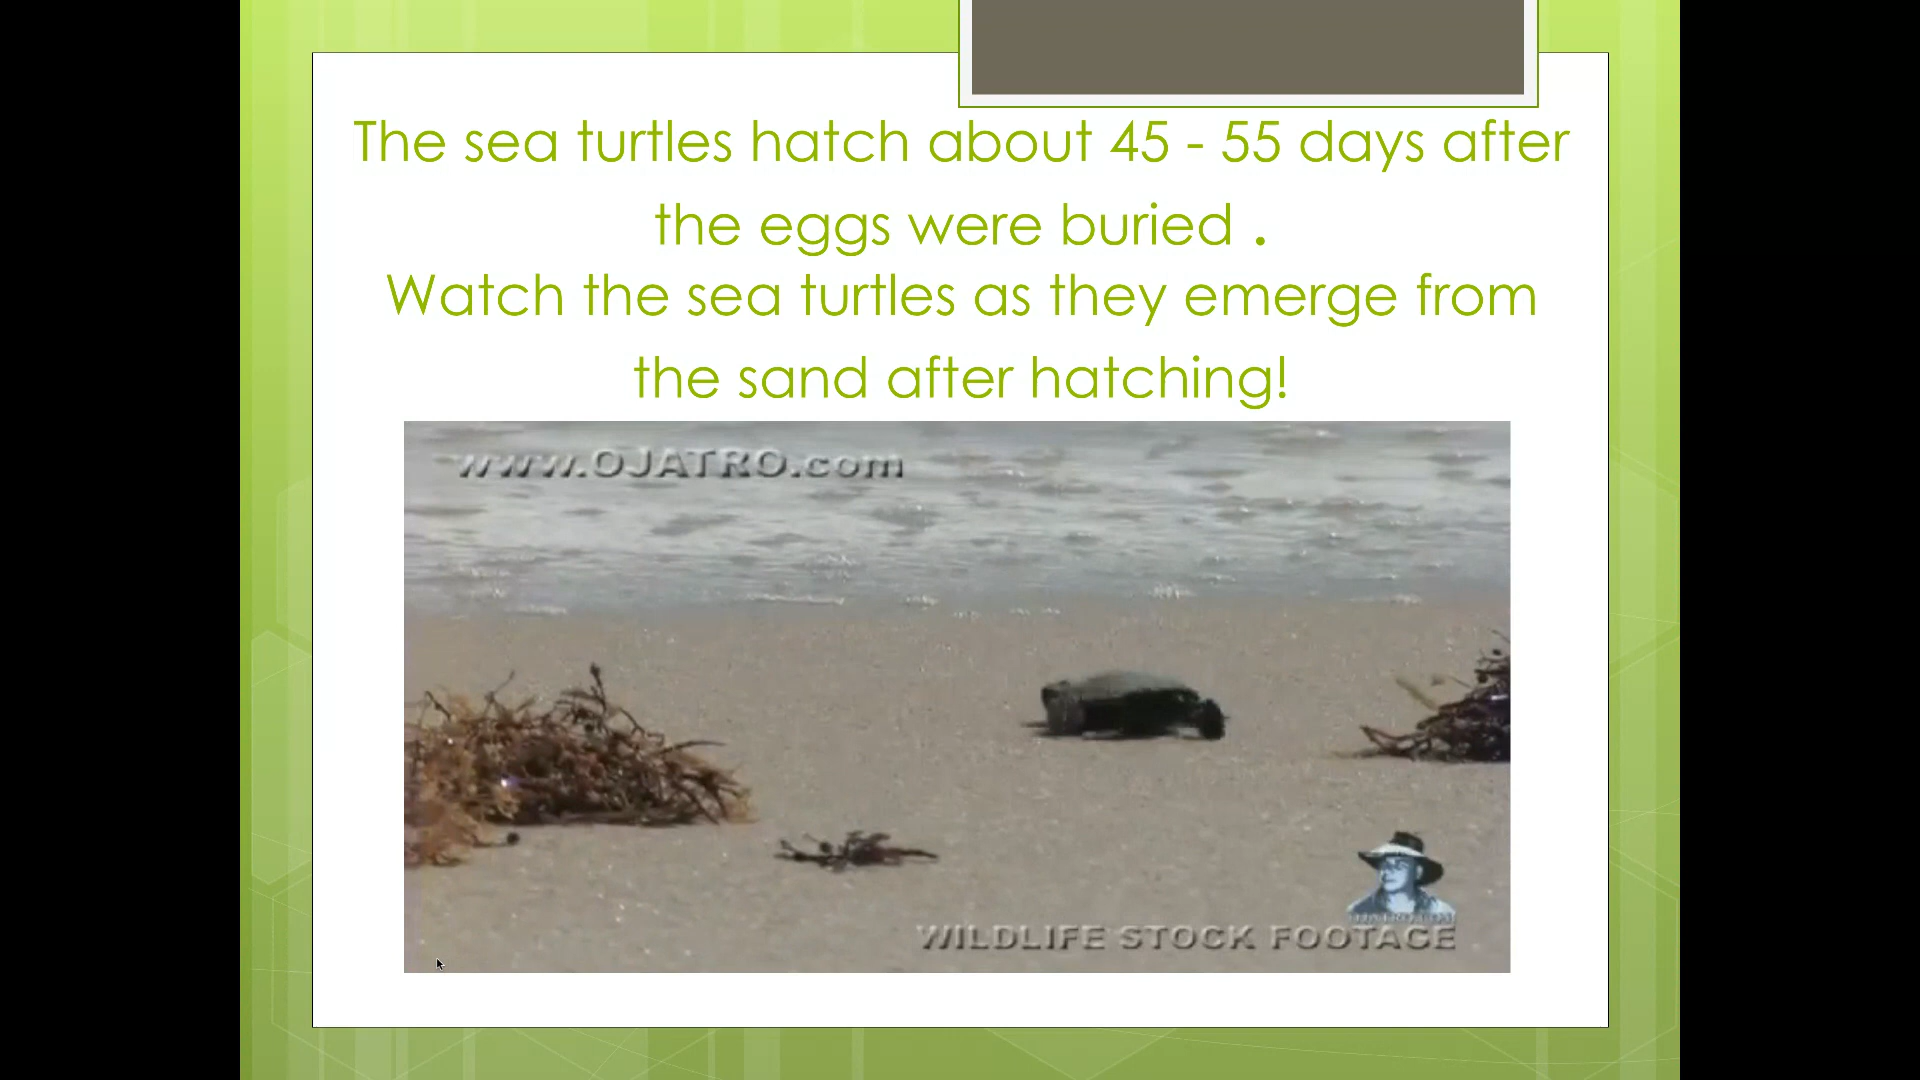 The sea turtles hatch about 45 - 55 days after
the eggs were buried .
Watch the sea turtles as they emerge from
the sand after hatching!
www.OJATRO.com
WILDLIFE STOCK FOOTAGE